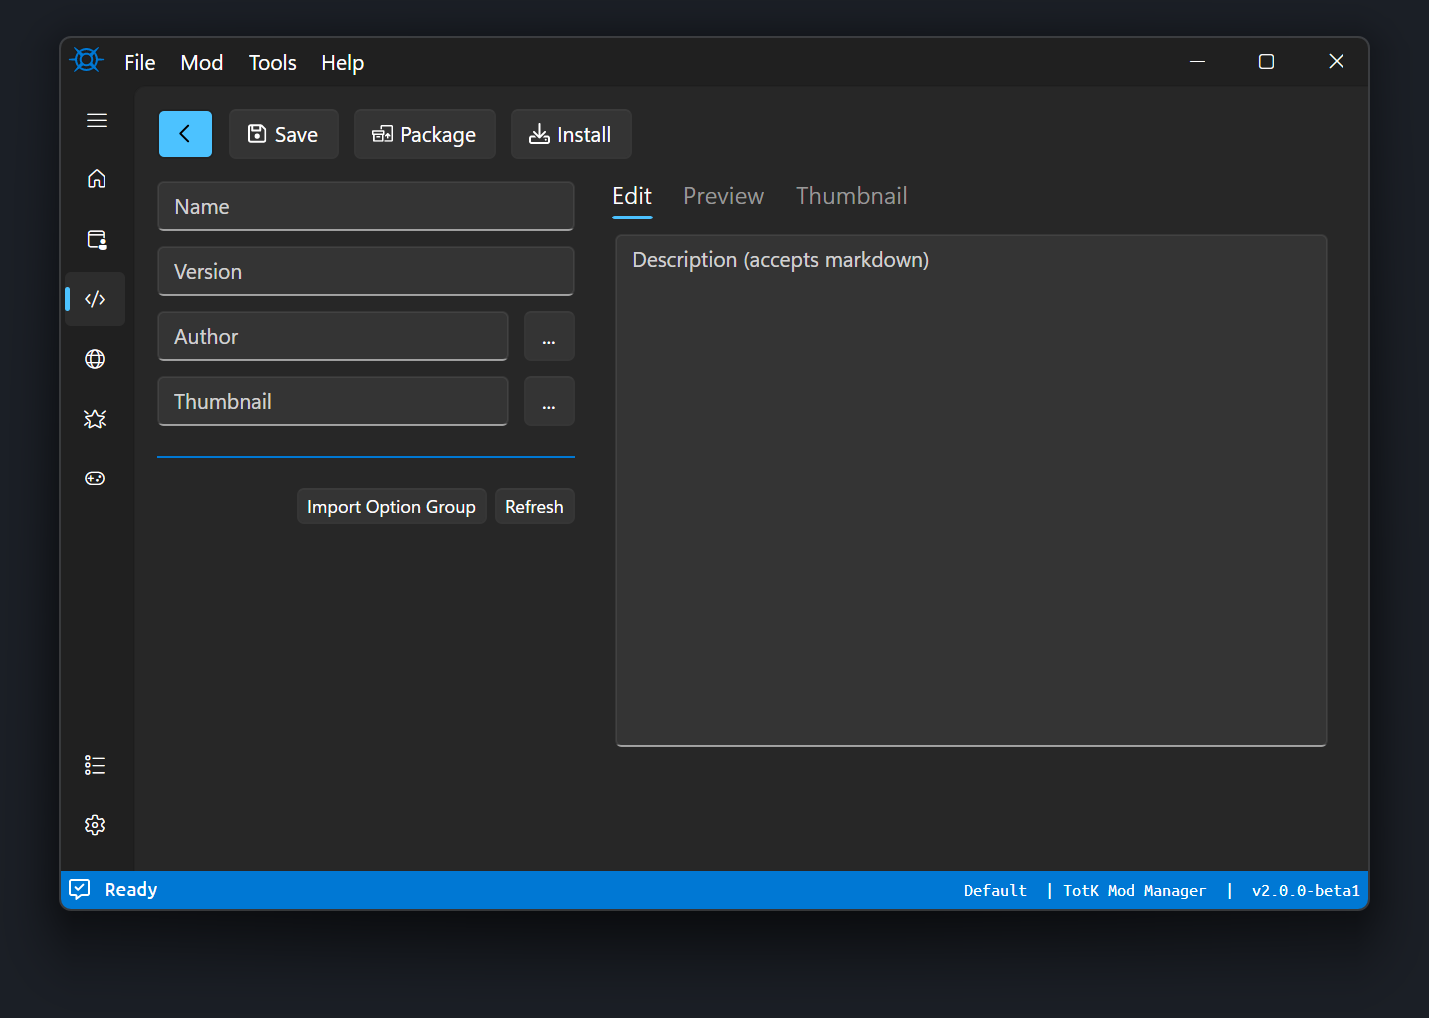 File Mod Tools Help
Save Package Install
Name
Version
Author ...
Thumbnail ...
Import Option Group Refresh
Edit Preview Thumbnail
Description (accepts markdown)
Ready Default | TotK Mod Manager | v2.0.0-beta1